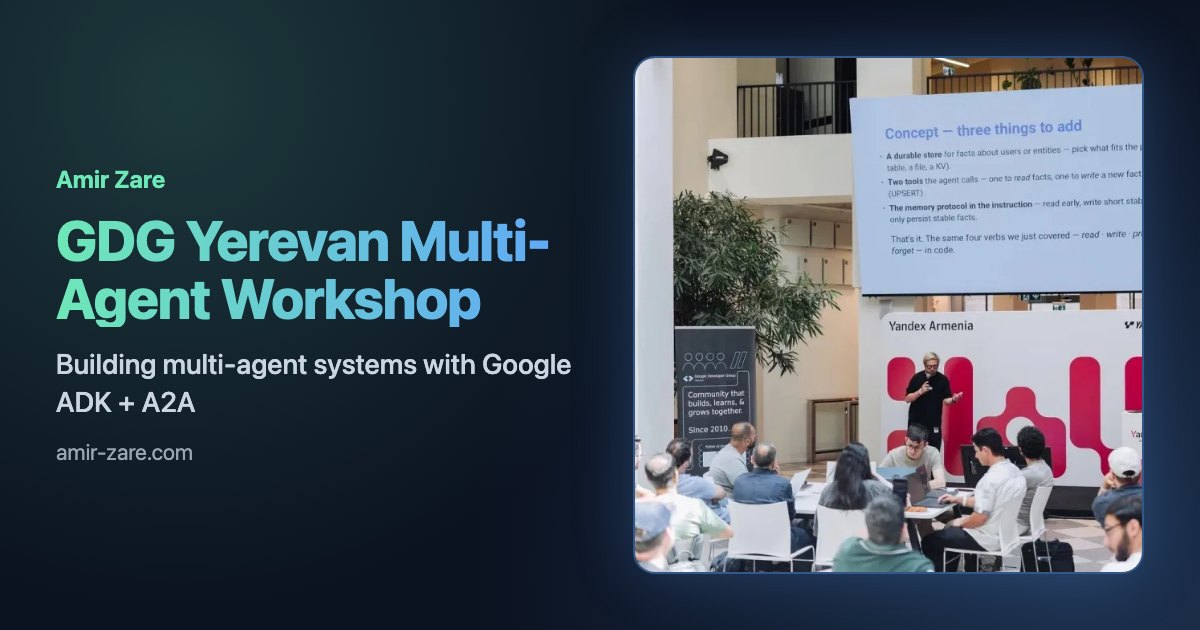 Amir Zare
GDG Yerevan Multi-
Agent Workshop
Building multi-agent systems with Google
ADK + A2A
amir-zare.com
Concept — three things to add
A durable store for facts about users or entities — pick what fits the
table, a file, a KV).
Two tools the agent calls — one to read facts, one to write a new fact
(UPSERT).
The memory protocol in the instruction — read early, write short
only persist stable facts.
That's it. The same four verbs we just covered — read · write ·
forget — in code.
Yandex Armenia
Google Developer Group
Community that
builds, learns, &
grows together.
Since 2010.